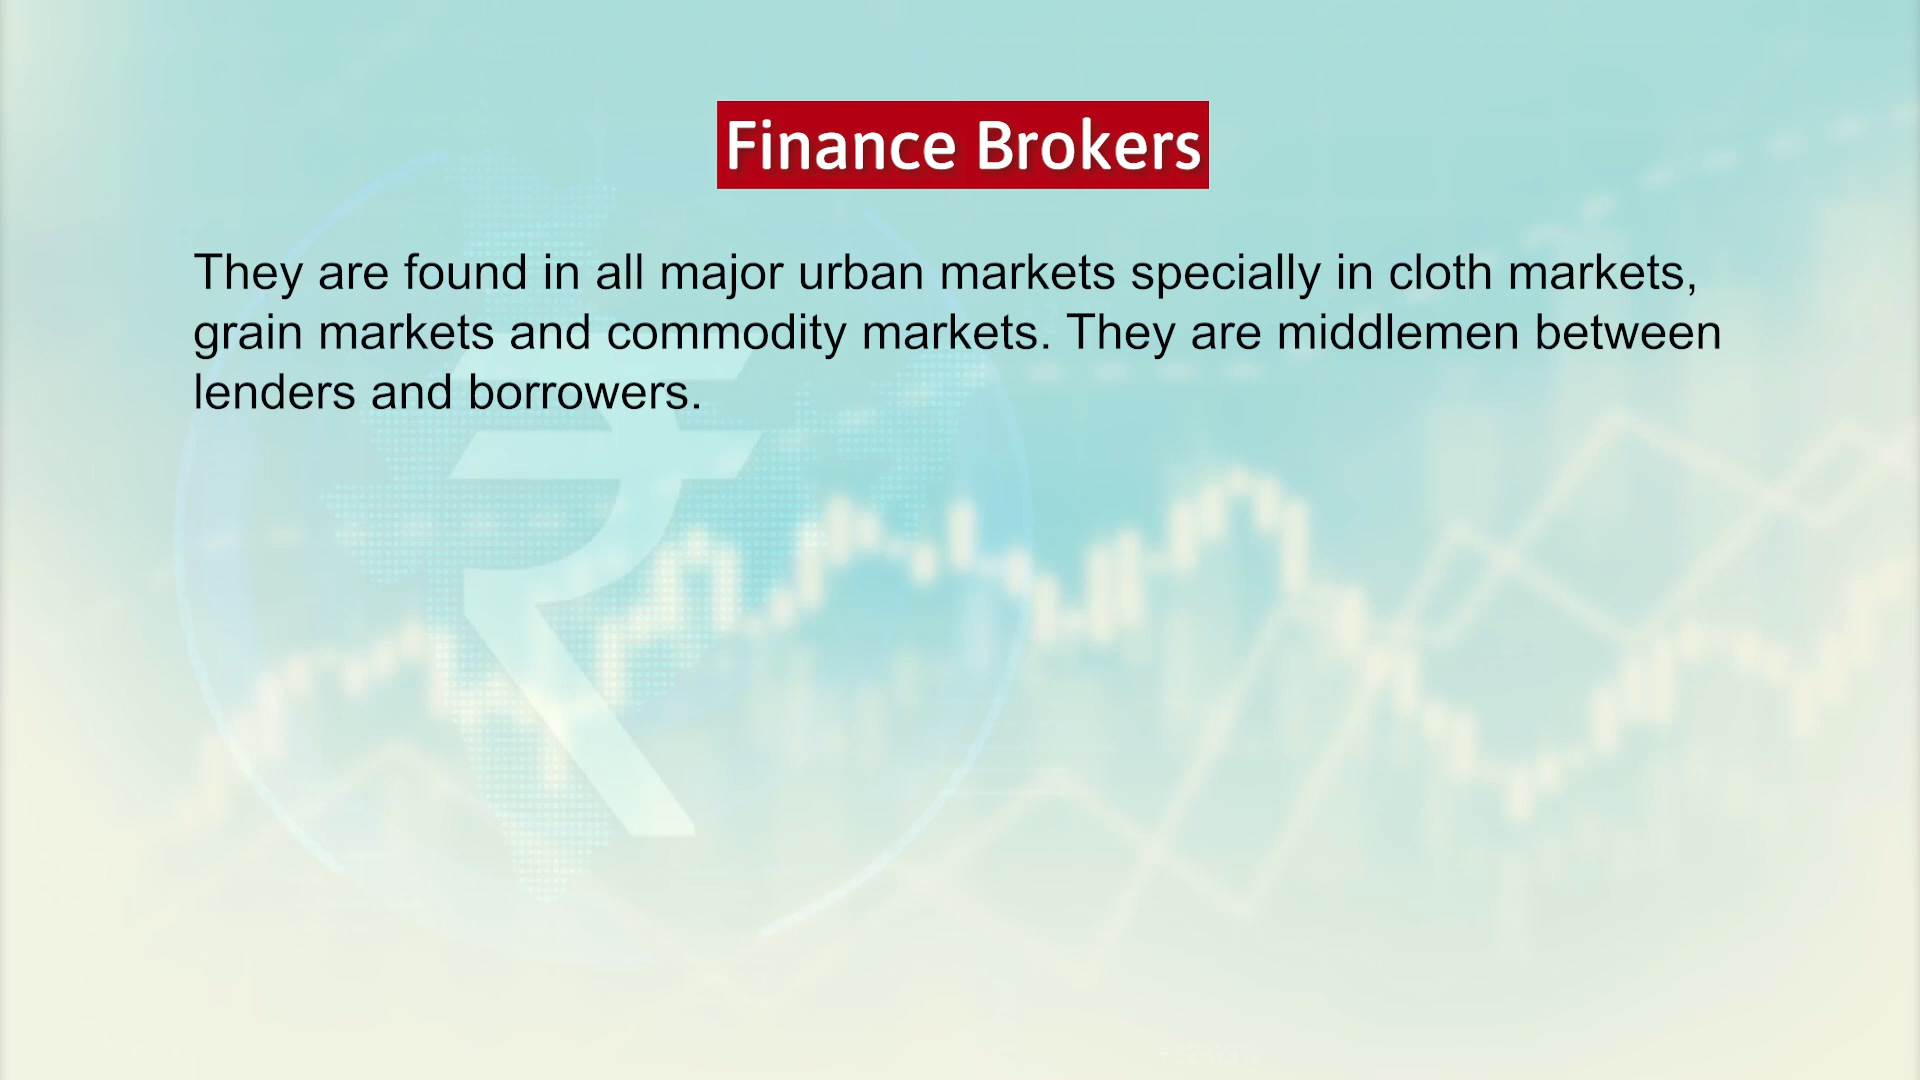 Finance Brokers
They are found in all major urban markets specially in cloth markets,
grain markets and commodity markets. They are middlemen between
lenders and borrowers.